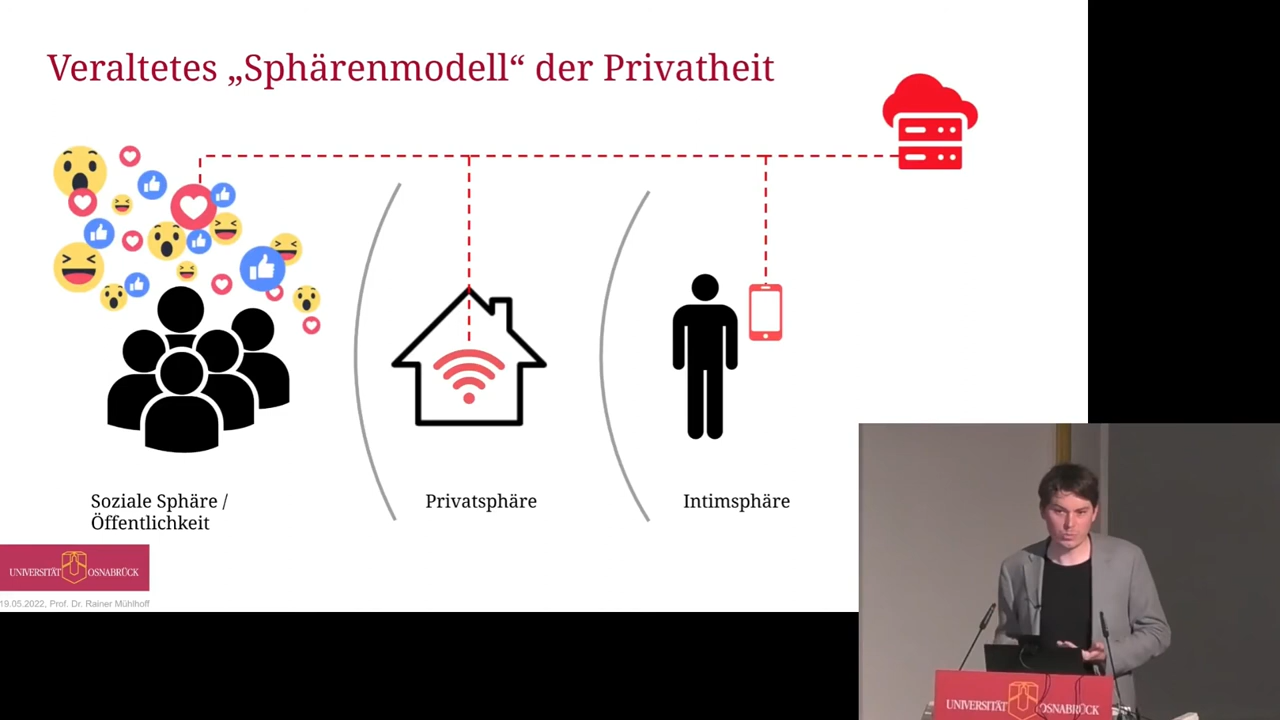 Veraltetes „Sphärenmodell“ der Privatheit
Soziale Sphäre /
Öffentlichkeit
Privatsphäre
Intimsphäre
UNIVERSITÄT OSNABRÜCK
19.05.2022, Prof. Dr. Rainer Mühlhoff
UNIVERSITÄT OSNABRÜCK